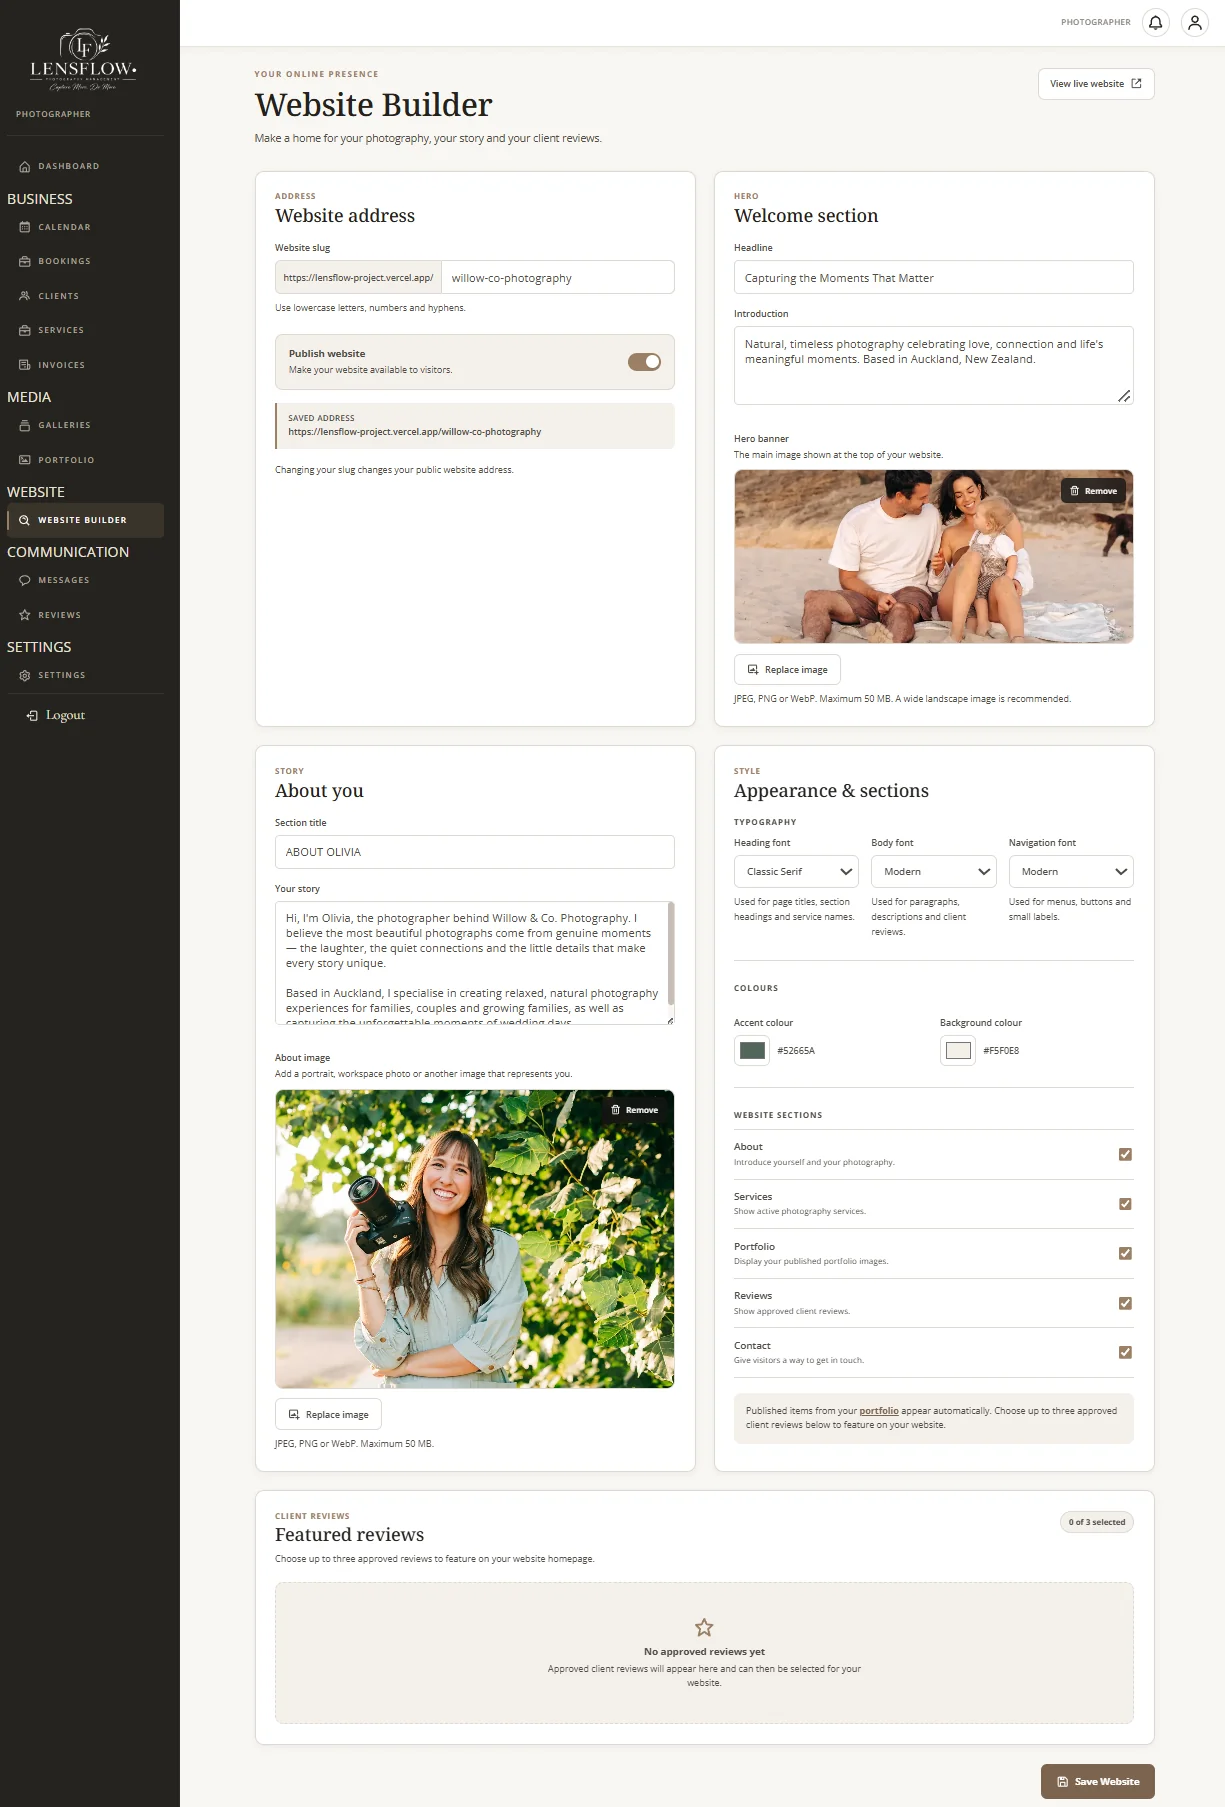 LENSFLOW
PHOTOGRAPHY MANAGEMENT
Capture More. Do More
PHOTOGRAPHER
DASHBOARD
BUSINESS
CALENDAR
BOOKINGS
CLIENTS
SERVICES
INVOICES
MEDIA
GALLERIES
PORTFOLIO
WEBSITE
WEBSITE BUILDER
COMMUNICATION
MESSAGES
REVIEWS
SETTINGS
SETTINGS
Logout
PHOTOGRAPHER
YOUR ONLINE PRESENCE
Website Builder
Make a home for your photography, your story and your client reviews.
View live website
ADDRESS
Website address
Website slug
https://lensflow-project.vercel.app/
willow-co-photography
Use lowercase letters, numbers and hyphens.
Publish website
Make your website available to visitors.
SAVED ADDRESS
https://lensflow-project.vercel.app/willow-co-photography
Changing your slug changes your public website address.
HERO
Welcome section
Headline
Capturing the Moments That Matter
Introduction
Natural, timeless photography celebrating love, connection and life's
meaningful moments. Based in Auckland, New Zealand.
Hero banner
The main image shown at the top of your website.
Remove
Replace image
JPEG, PNG or WebP. Maximum 50 MB. A wide landscape image is recommended.
STORY
About you
Section title
ABOUT OLIVIA
Your story
Hi, I'm Olivia, the photographer behind Willow & Co. Photography. I
believe the most beautiful photographs come from genuine moments
— the laughter, the quiet connections and the little details that make
every story unique.
Based in Auckland, I specialise in creating relaxed, natural photography
experiences for families, couples and growing families, as well as
capturing the unforgettable moments of wedding days.
About image
Add a portrait, workspace photo or another image that represents you.
Remove
Replace image
JPEG, PNG or WebP. Maximum 50 MB.
STYLE
Appearance & sections
TYPOGRAPHY
Heading font
Classic Serif
Used for page titles, section
headings and service names.
Body font
Modern
Used for paragraphs,
descriptions and client
reviews.
Navigation font
Modern
Used for menus, buttons and
small labels.
COLOURS
Accent colour
#52665A
Background colour
#F5F0E8
WEBSITE SECTIONS
About
Introduce yourself and your photography.
Services
Show active photography services.
Portfolio
Display your published portfolio images.
Reviews
Show approved client reviews.
Contact
Give visitors a way to get in touch.
Published items from your portfolio appear automatically. Choose up to three approved
client reviews below to feature on your website.
CLIENT REVIEWS
Featured reviews
Choose up to three approved reviews to feature on your website homepage.
0 of 3 selected
No approved reviews yet
Approved client reviews will appear here and can then be selected for your
website.
Save Website